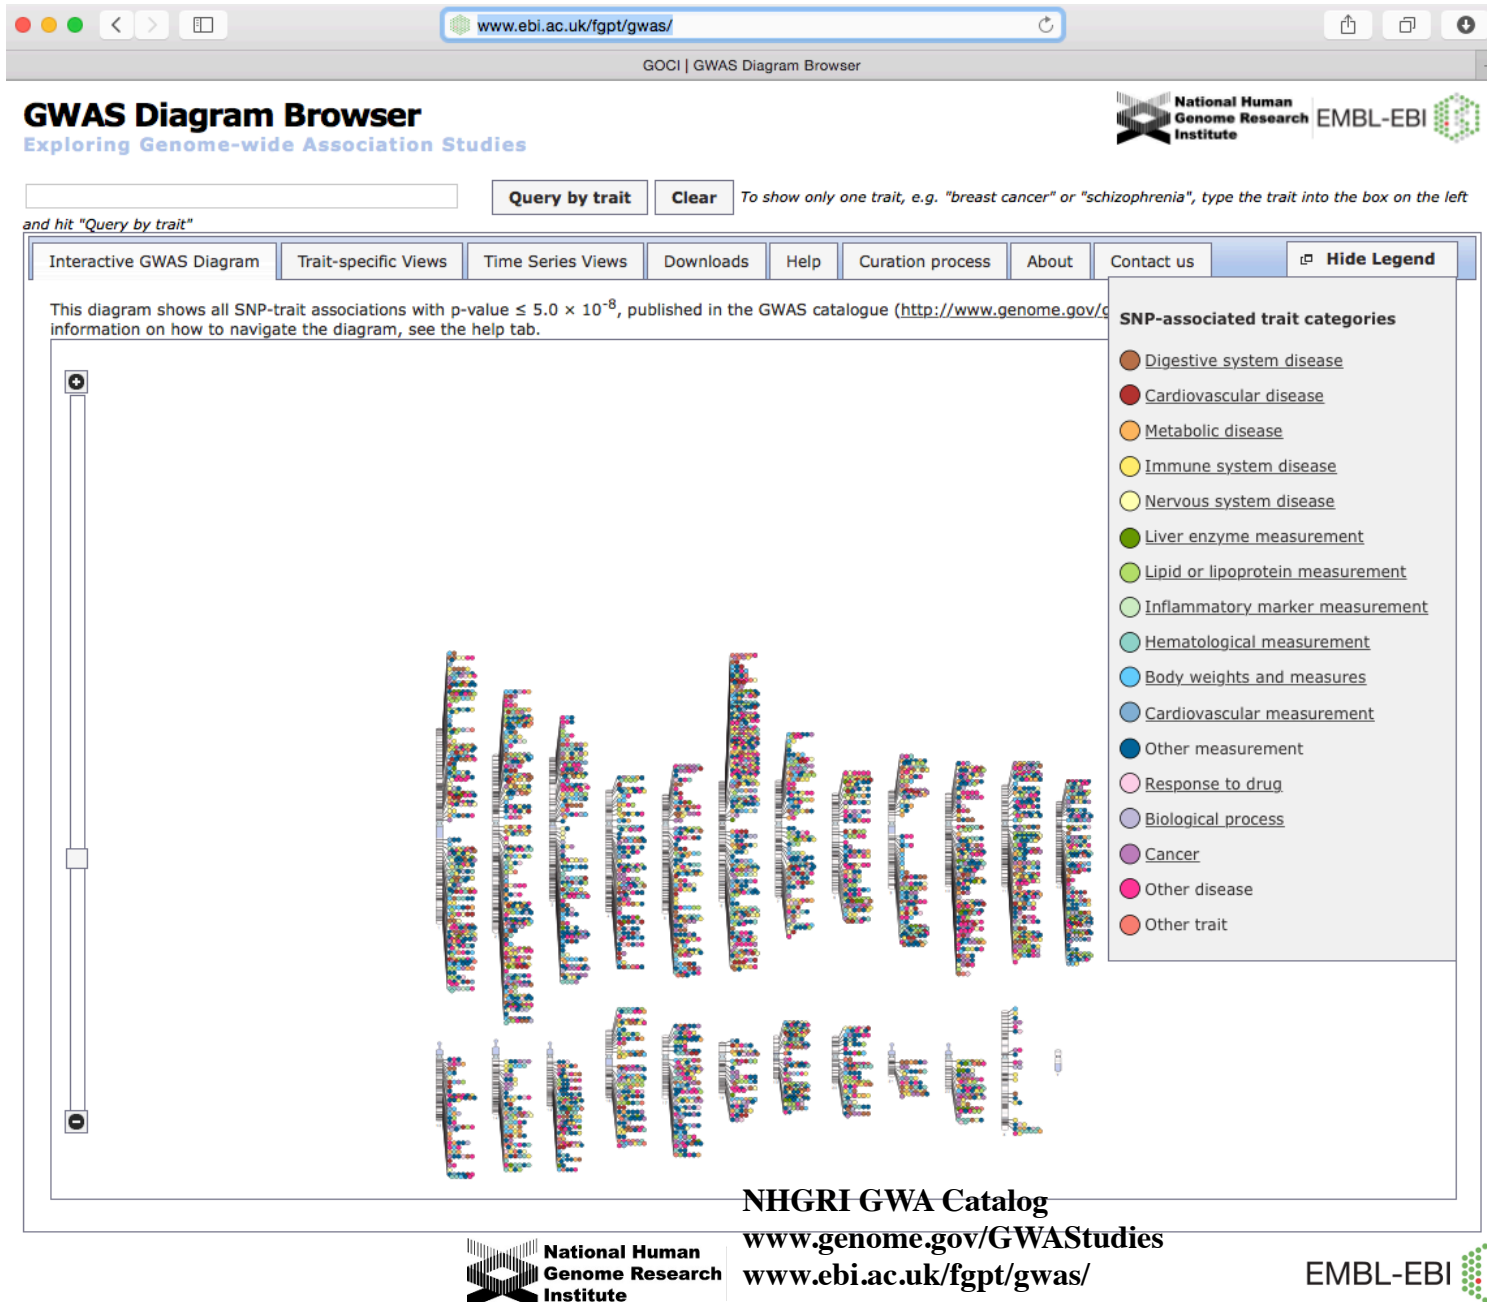 www.ebi.ac.uk/fgpt/gwas/
GOCI | GWAS Diagram Browser
GWAS Diagram Browser
Exploring Genome-wide Association Studies
National Human
Genome Research
Institute
EMBL-EBI
Query by trait
Clear
To show only one trait, e.g. "breast cancer" or "schizophrenia", type the trait into the box on the left
and hit "Query by trait"
Interactive GWAS Diagram
Trait-specific Views
Time Series Views
Downloads
Help
Curation process
About
Contact us
Hide Legend
This diagram shows all SNP-trait associations with p-value ≤ 5.0 × 10⁻⁸, published in the GWAS catalogue (http://www.genome.gov/
information on how to navigate the diagram, see the help tab.
SNP-associated trait categories
Digestive system disease
Cardiovascular disease
Metabolic disease
Immune system disease
Nervous system disease
Liver enzyme measurement
Lipid or lipoprotein measurement
Inflammatory marker measurement
Hematological measurement
Body weights and measures
Cardiovascular measurement
Other measurement
Response to drug
Biological process
Cancer
Other disease
Other trait
NHGRI GWA Catalog
www.genome.gov/GWAStudies
www.ebi.ac.uk/fgpt/gwas/
National Human
Genome Research
Institute
EMBL-EBI